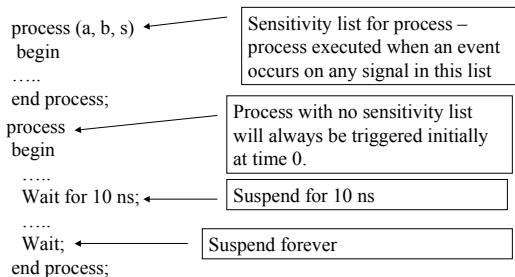 process (a, b, s)
begin
…..
end process;
Sensitivity list for process –
process executed when an event
occurs on any signal in this list
process
begin
…..
Wait for 10 ns;
…..
Wait;
end process;
Process with no sensitivity list
will always be triggered initially
at time 0.
Suspend for 10 ns
Suspend forever